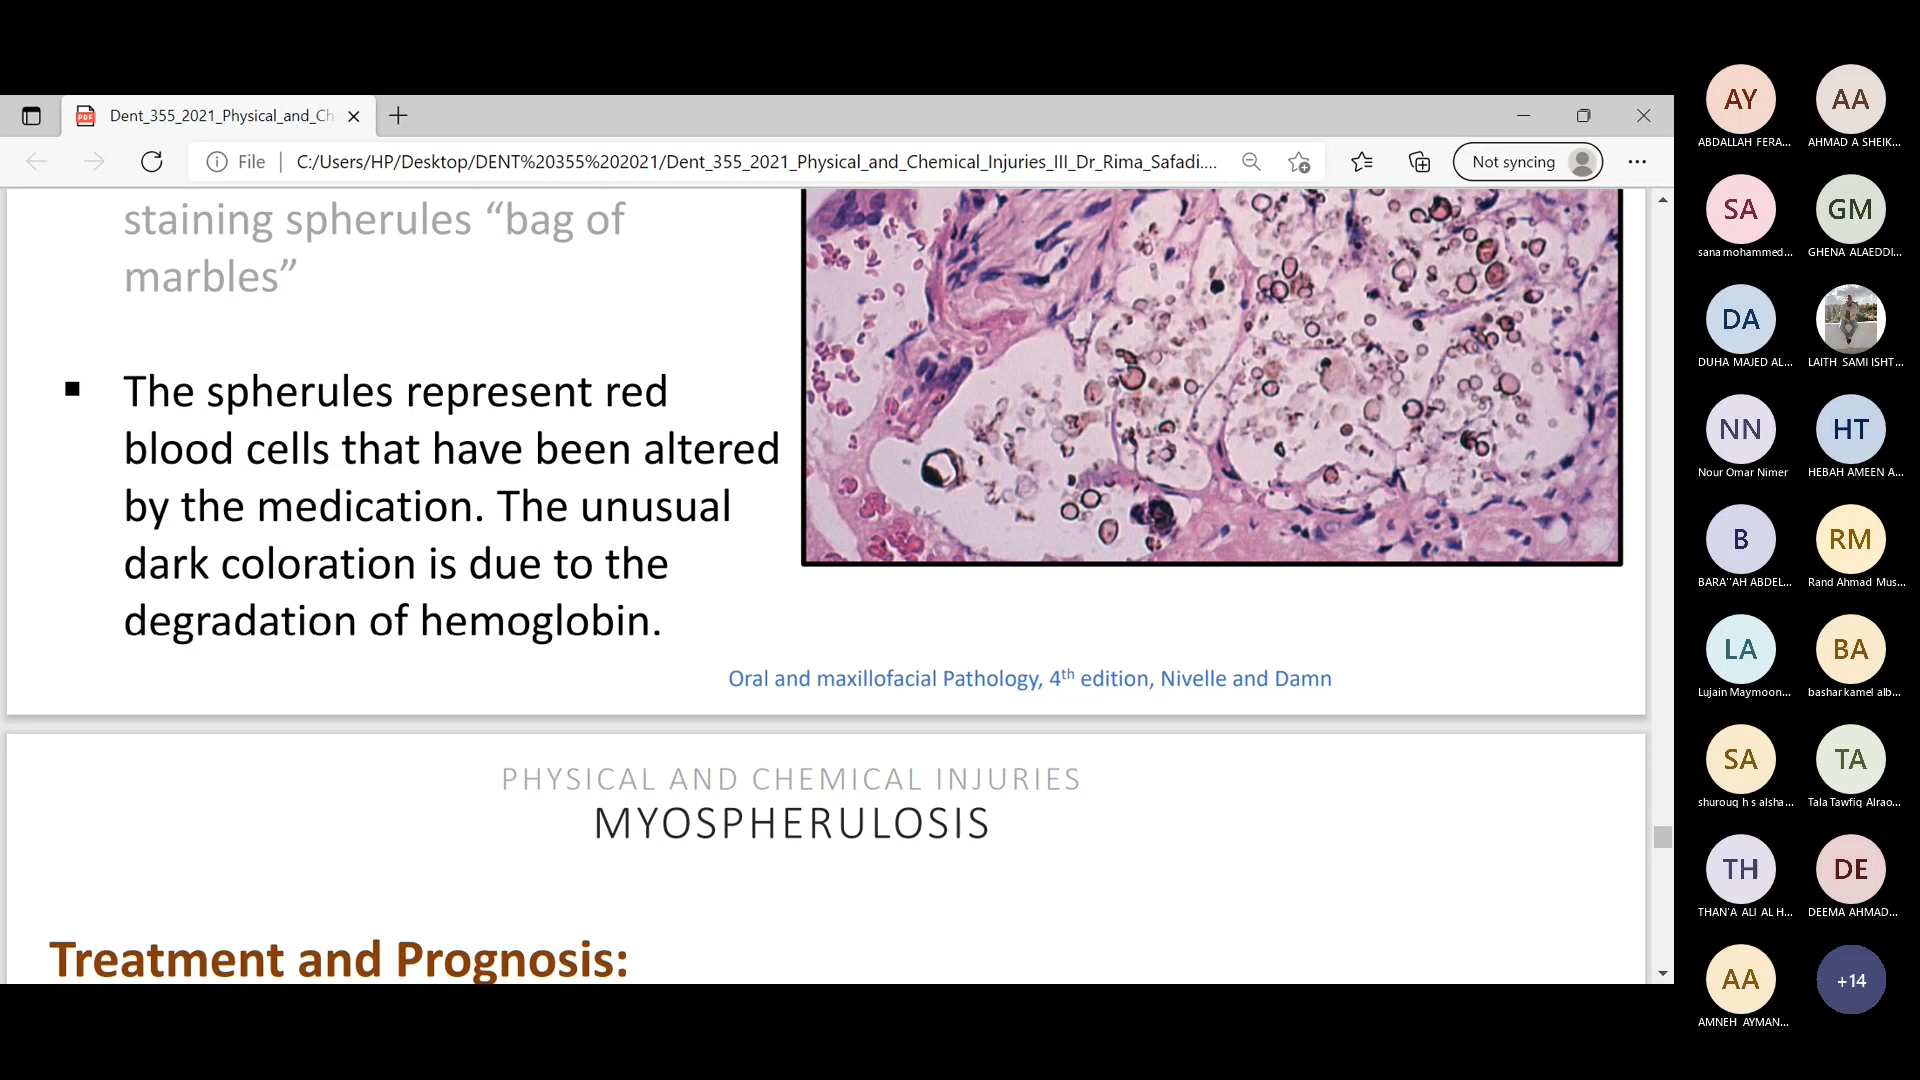 Dent_355_2021_Physical_and_Ch
File
C:/Users/HP/Desktop/DENT%20355%202021/Dent_355_2021_Physical_and_Chemical_Injuries_III_Dr_Rima_Safadi....
Not syncing
staining spherules “bag of
marbles”
▪ The spherules represent red
blood cells that have been altered
by the medication. The unusual
dark coloration is due to the
degradation of hemoglobin.
Oral and maxillofacial Pathology, 4th edition, Nivelle and Damn
PHYSICAL AND CHEMICAL INJURIES
MYOSPHERULOSIS
Treatment and Prognosis:
AY
AA
ABDALLAH FERA...
AHMAD A SHEIK...
SA
GM
sana mohammed...
GHENA ALAEDDI...
DA
DUHA MAJED AL...
LAITH SAMI ISHT...
NN
HT
Nour Omar Nimer
HEBAH AMEEN A...
B
RM
BARA''AH ABDEL...
Rand Ahmad Mus...
LA
BA
Lujain Maymoon...
bashar kamel alb...
SA
TA
shurouq h s alsha...
Tala Tawfiq Alrao...
TH
DE
THAN'A ALI AL H...
DEEMA AHMAD...
AA
+14
AMNEH AYMAN...